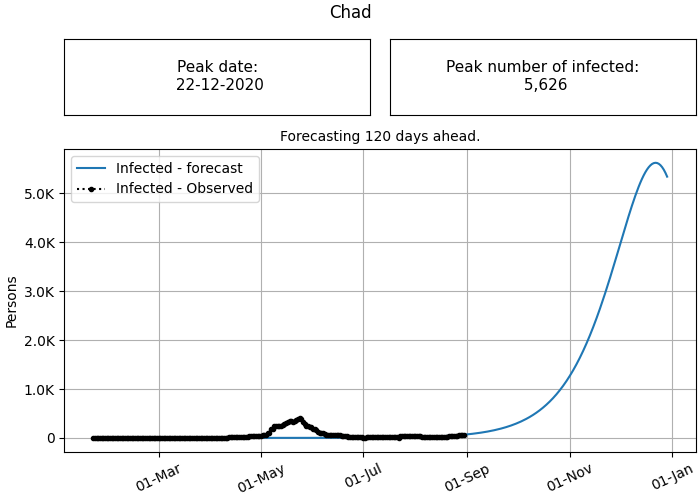 Chad
Peak date:
22-12-2020
Peak number of infected:
5,626
Forecasting 120 days ahead.
Infected - forecast
Infected - Observed
5.0K
4.0K
3.0K
2.0K
1.0K
0
Persons
01-Mar
01-May
01-Jul
01-Sep
01-Nov
01-Jan